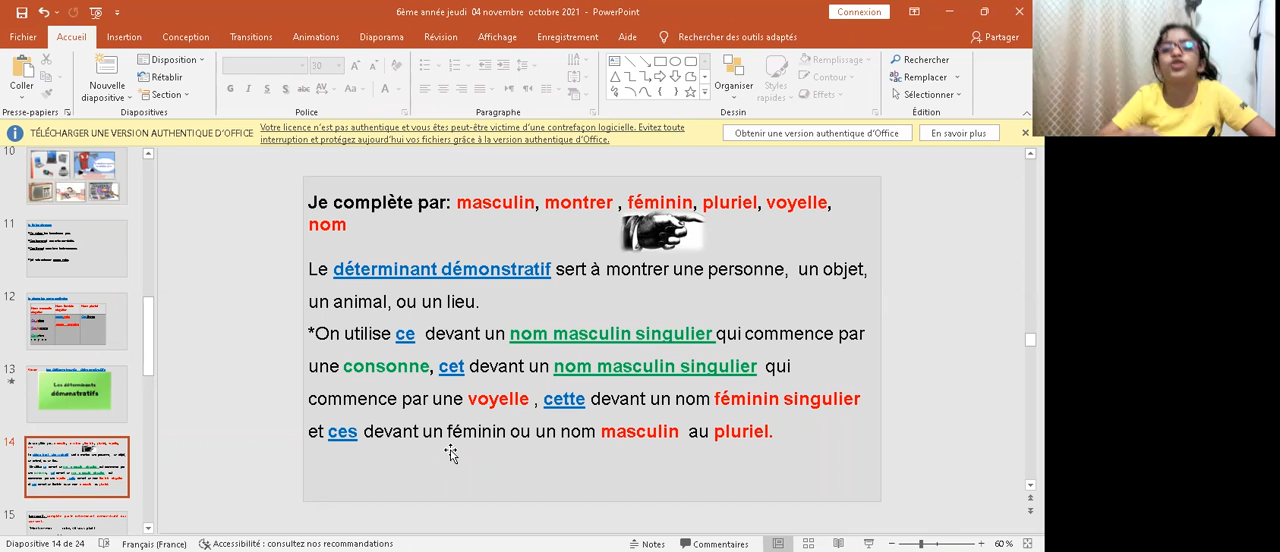 6ème année jeudi 04 novembre octobre 2021 - PowerPoint
Connexion
Fichier Accueil Insertion Conception Transitions Animations Diaporama Révision Affichage Enregistrement Aide Rechercher des outils adaptés Partager
Coller Nouvelle diapositive Disposition Rétablir Section 30 G I S Organiser Styles rapides Remplissage Contour Effets Rechercher Remplacer Sélectionner
Presse-papiers Diapositives Police Paragraphe Dessin Édition
TÉLÉCHARGER UNE VERSION AUTHENTIQUE D'OFFICE Votre licence n'est pas authentique et vous êtes peut-être victime d'une contrefaçon logicielle. Evitez toute Obtenir une version authentique d'Office En savoir plus
interruption et protégez aujourd'hui vos fichiers grâce à la version authentique d'Office.
10
11
12
13
Les déterminants
démonstratifs
14
15
Je complète par: masculin, montrer , féminin, pluriel, voyelle,
nom
Le déterminant démonstratif sert à montrer une personne, un objet,
un animal, ou un lieu.
*On utilise ce devant un nom masculin singulier qui commence par
une consonne, cet devant un nom masculin singulier qui
commence par une voyelle , cette devant un nom féminin singulier
et ces devant un féminin ou un nom masculin au pluriel.
Diapositive 14 de 24 Français (France) Accessibilité : consultez nos recommandations Notes Commentaires 60 %